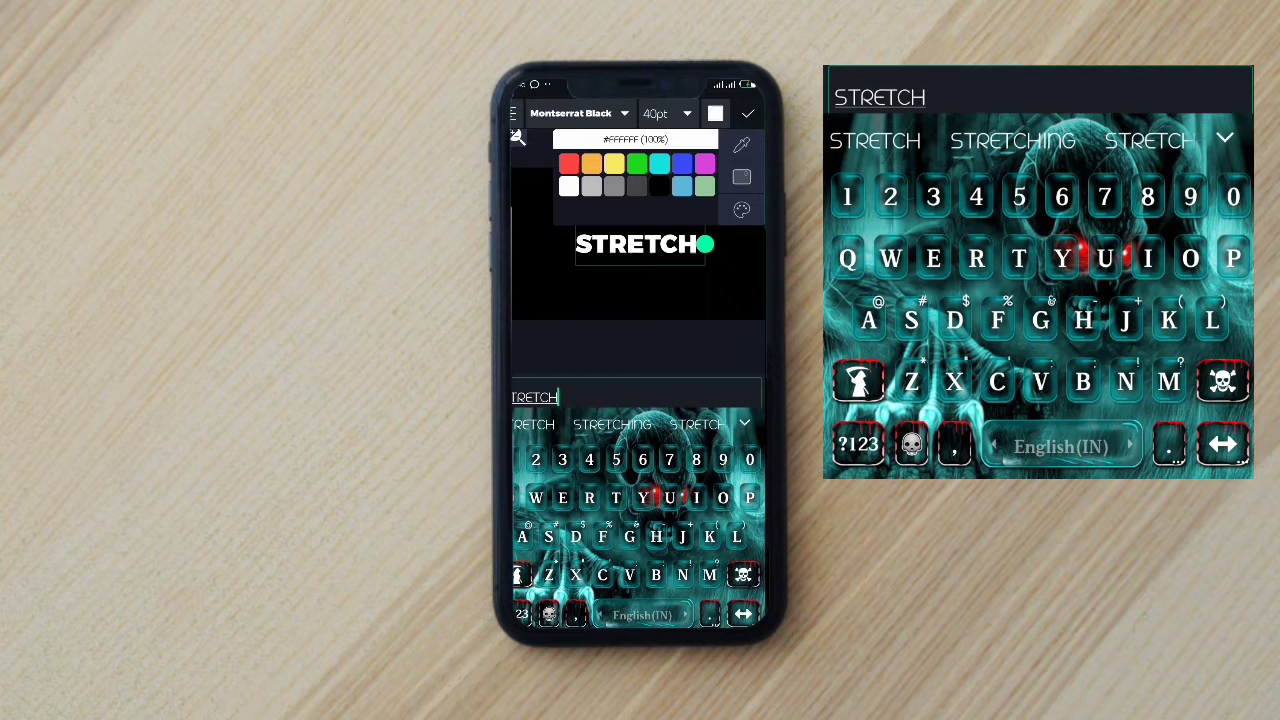 Montserrat Black 40pt
#FFFFFF (100%)
STRETCH
TRETCH
RETCH STRETCHING STRETCH
2 3 4 5 6 7 8 9 0
W E R T Y U I O P
@ # $ % & - + ( )
A S D F G H J K L
* " ' : ; ! ?
Z X C V B N M
23 , English(IN) .
STRETCH
STRETCH STRETCHING STRETCH
1 2 3 4 5 6 7 8 9 0
Q W E R T Y U I O P
@ # $ % & - + ( )
A S D F G H J K L
* " ' : ; ! ?
Z X C V B N M
?123 , English(IN) .